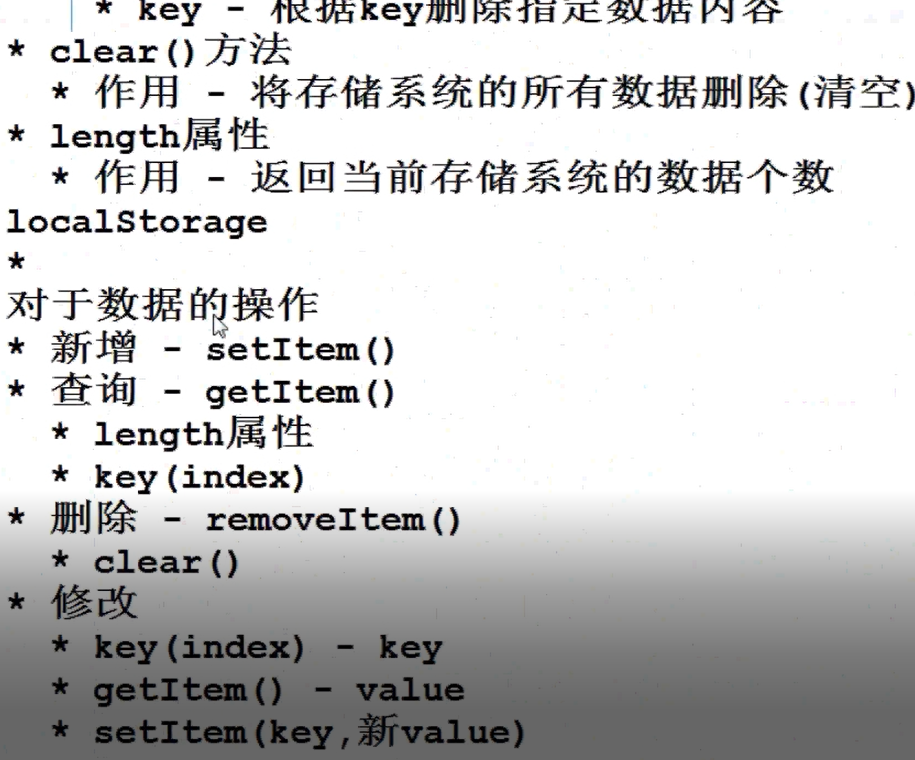 * key - 根据key删除指定数据内容
* clear()方法
* 作用 - 将存储系统的所有数据删除(清空)
* length属性
* 作用 - 返回当前存储系统的数据个数
localStorage
*
对于数据的操作
* 新增 - setItem()
* 查询 - getItem()
* length属性
* key(index)
* 删除 - removeItem()
* clear()
* 修改
* key(index) - key
* getItem() - value
* setItem(key,新value)